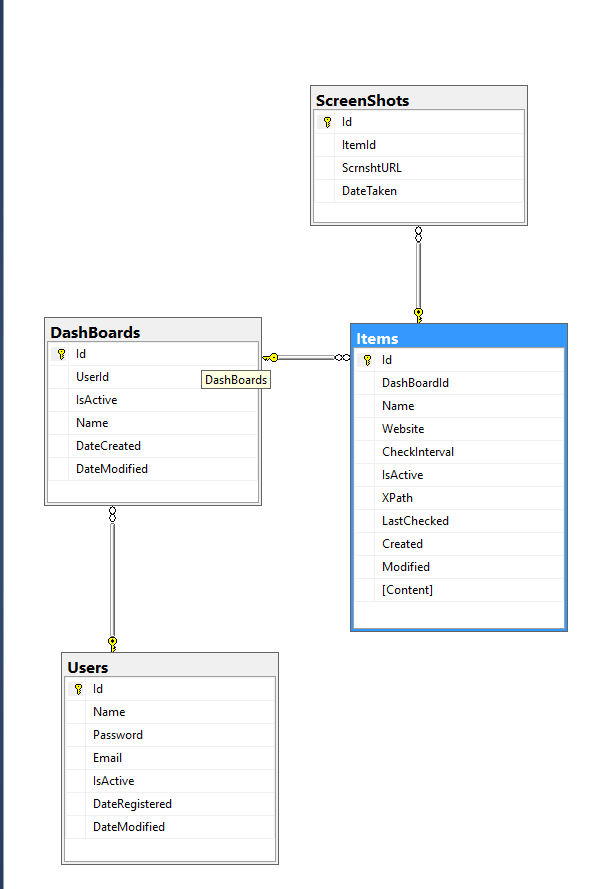 ScreenShots
Id
ItemId
ScrnshtURL
DateTaken
DashBoards
Id
UserId
IsActive
Name
DateCreated
DateModified
DashBoards
Items
Id
DashBoardId
Name
Website
CheckInterval
IsActive
XPath
LastChecked
Created
Modified
[Content]
Users
Id
Name
Password
Email
IsActive
DateRegistered
DateModified